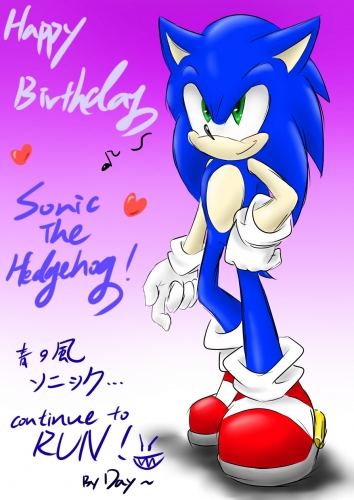 Happy
Birthday
Sonic
The
Hedgehog!
青の風
ソニック...
continue to
RUN!
By Day~